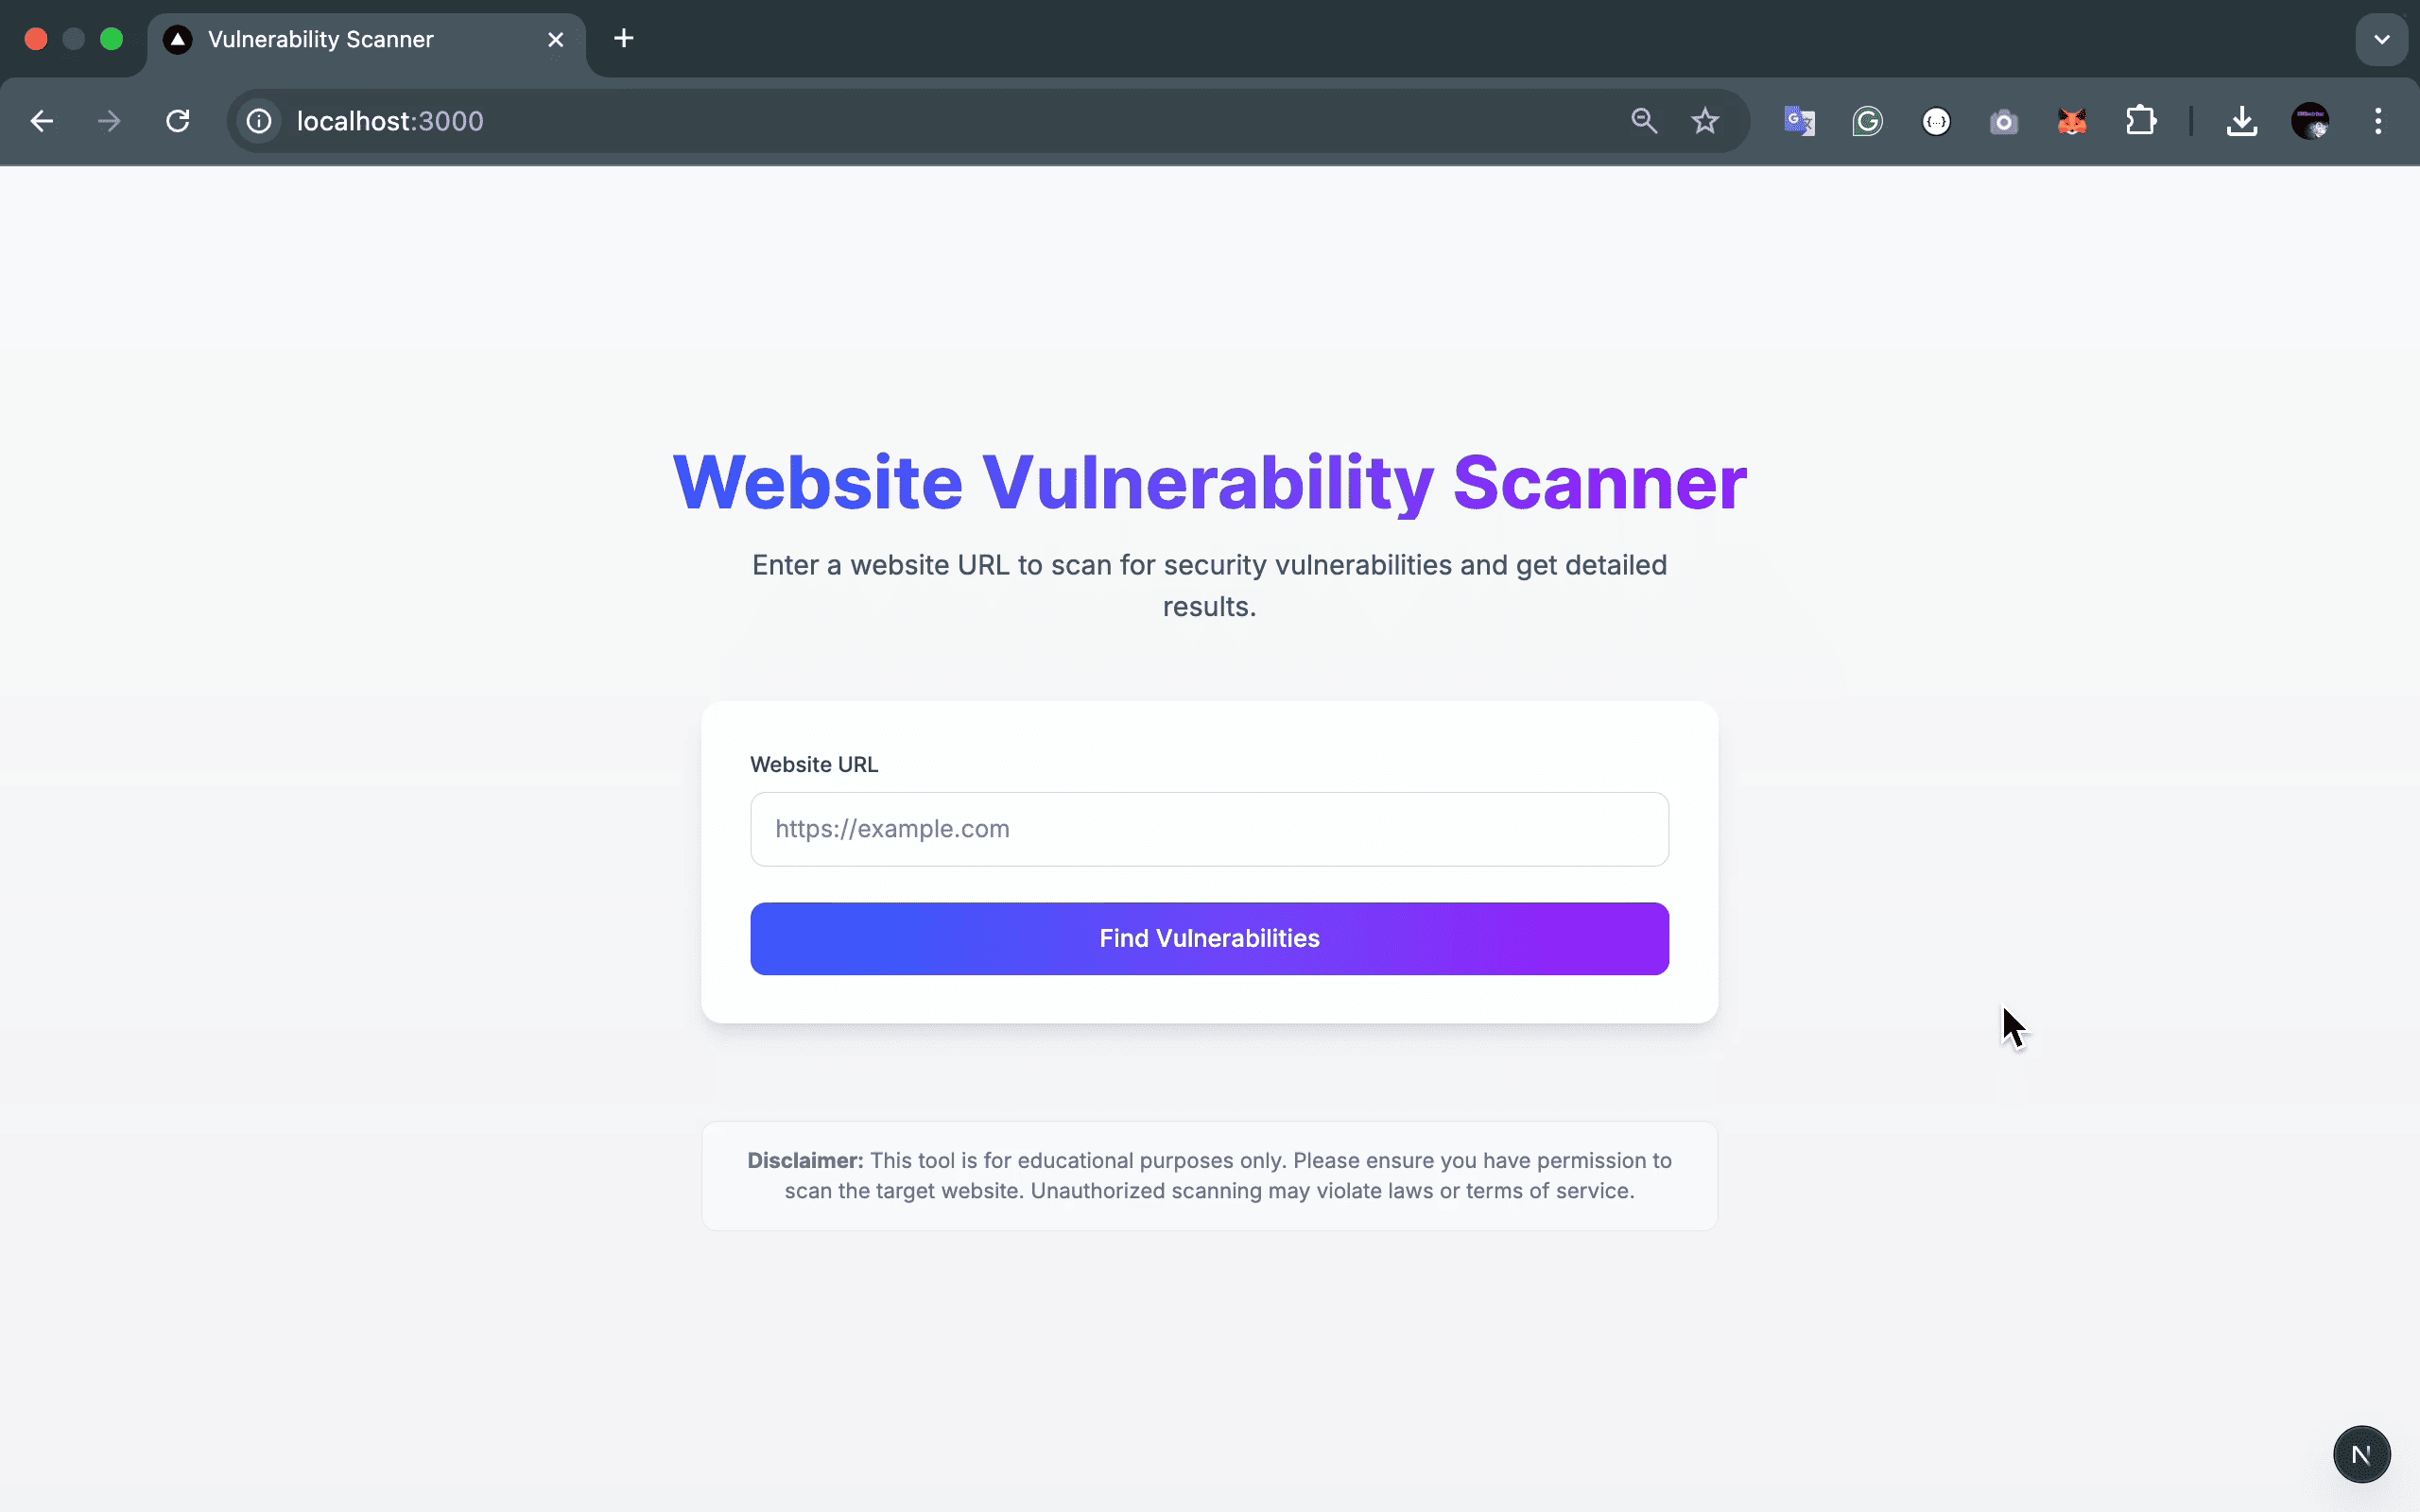 Vulnerability Scanner
localhost:3000
Website Vulnerability Scanner
Enter a website URL to scan for security vulnerabilities and get detailed
results.
Website URL
https://example.com
Find Vulnerabilities
Disclaimer: This tool is for educational purposes only. Please ensure you have permission to
scan the target website. Unauthorized scanning may violate laws or terms of service.
N